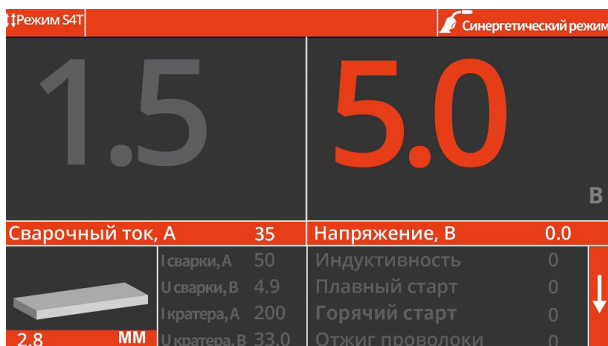 Режим S4T
Синергетический режим
1.5
5.0
В
Сварочный ток, А 35
Напряжение, В 0.0
I сварки, А 50
U сварки, В 4.9
I кратера, А 200
U кратера, В 33.0
2.8 ММ
Индуктивность 0
Плавный старт 0
Горячий старт 0
Отжиг проволоки 0